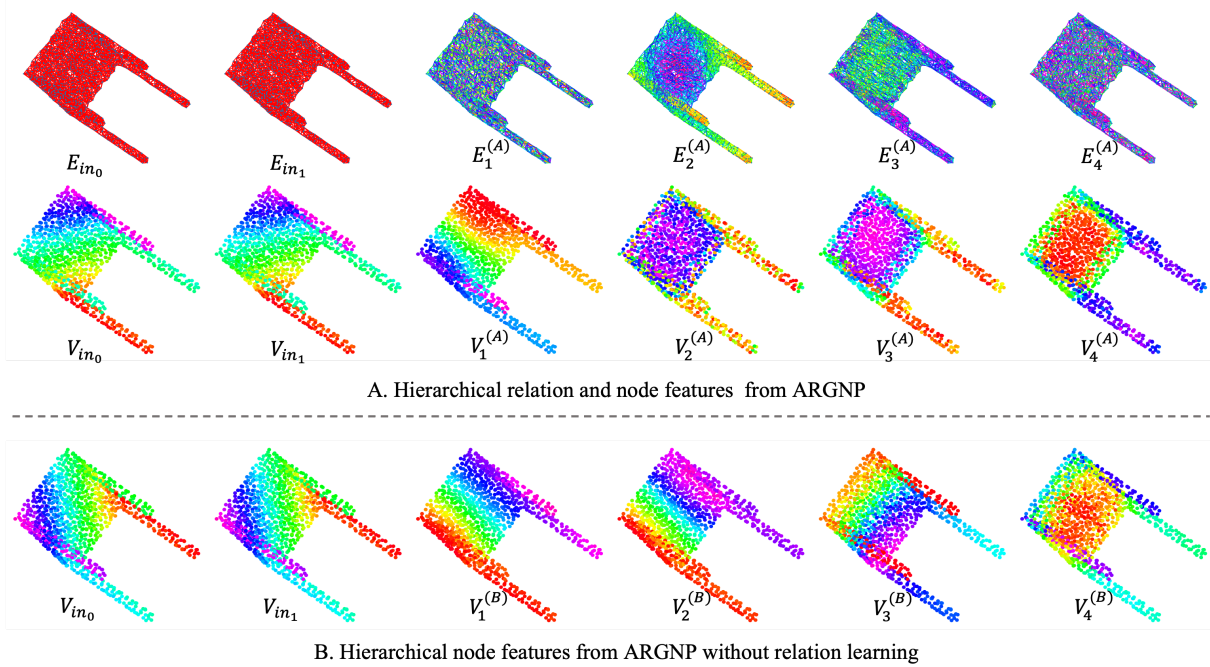 $E_{in_0}$ $E_{in_1}$ $E_1^{(A)}$ $E_2^{(A)}$ $E_3^{(A)}$ $E_4^{(A)}$
$V_{in_0}$ $V_{in_1}$ $V_1^{(A)}$ $V_2^{(A)}$ $V_3^{(A)}$ $V_4^{(A)}$
A. Hierarchical relation and node features from ARGNP
$V_{in_0}$ $V_{in_1}$ $V_1^{(B)}$ $V_2^{(B)}$ $V_3^{(B)}$ $V_4^{(B)}$
B. Hierarchical node features from ARGNP without relation learning